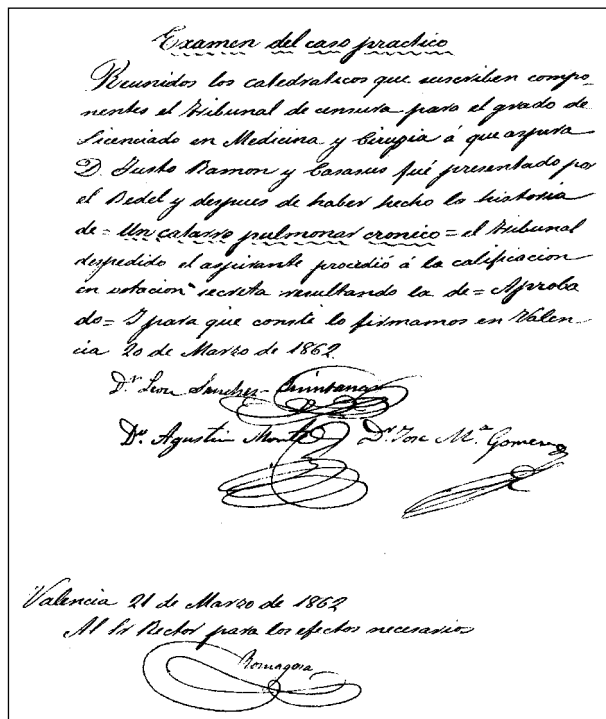 Examen del caso practico
Reunidos los catedraticos que suscriben compo-
nentes el Tribunal de censura para el grado de
Licenciado en Medicina y Cirugia á que aspira
D. Justo Ramon y Casasus fué presentado por
el Bedel y despues de haber hecho la historia
de = Un catarro pulmonar cronico = el Tribunal
despedido el aspirante procedió á la calificacion
en votacion secreta resultando la de = Aproba
do = Y para que conste lo firmamos en Valen-
cia 20 de Marzo de 1862.
Dr. Leon Sanchez Quintanar
Dr. Agustin Monte Dr. Jose Ma. Gomez
Valencia 21 de Marzo de 1862
Al Sr Rector para los efectos necesarios
Romagosa